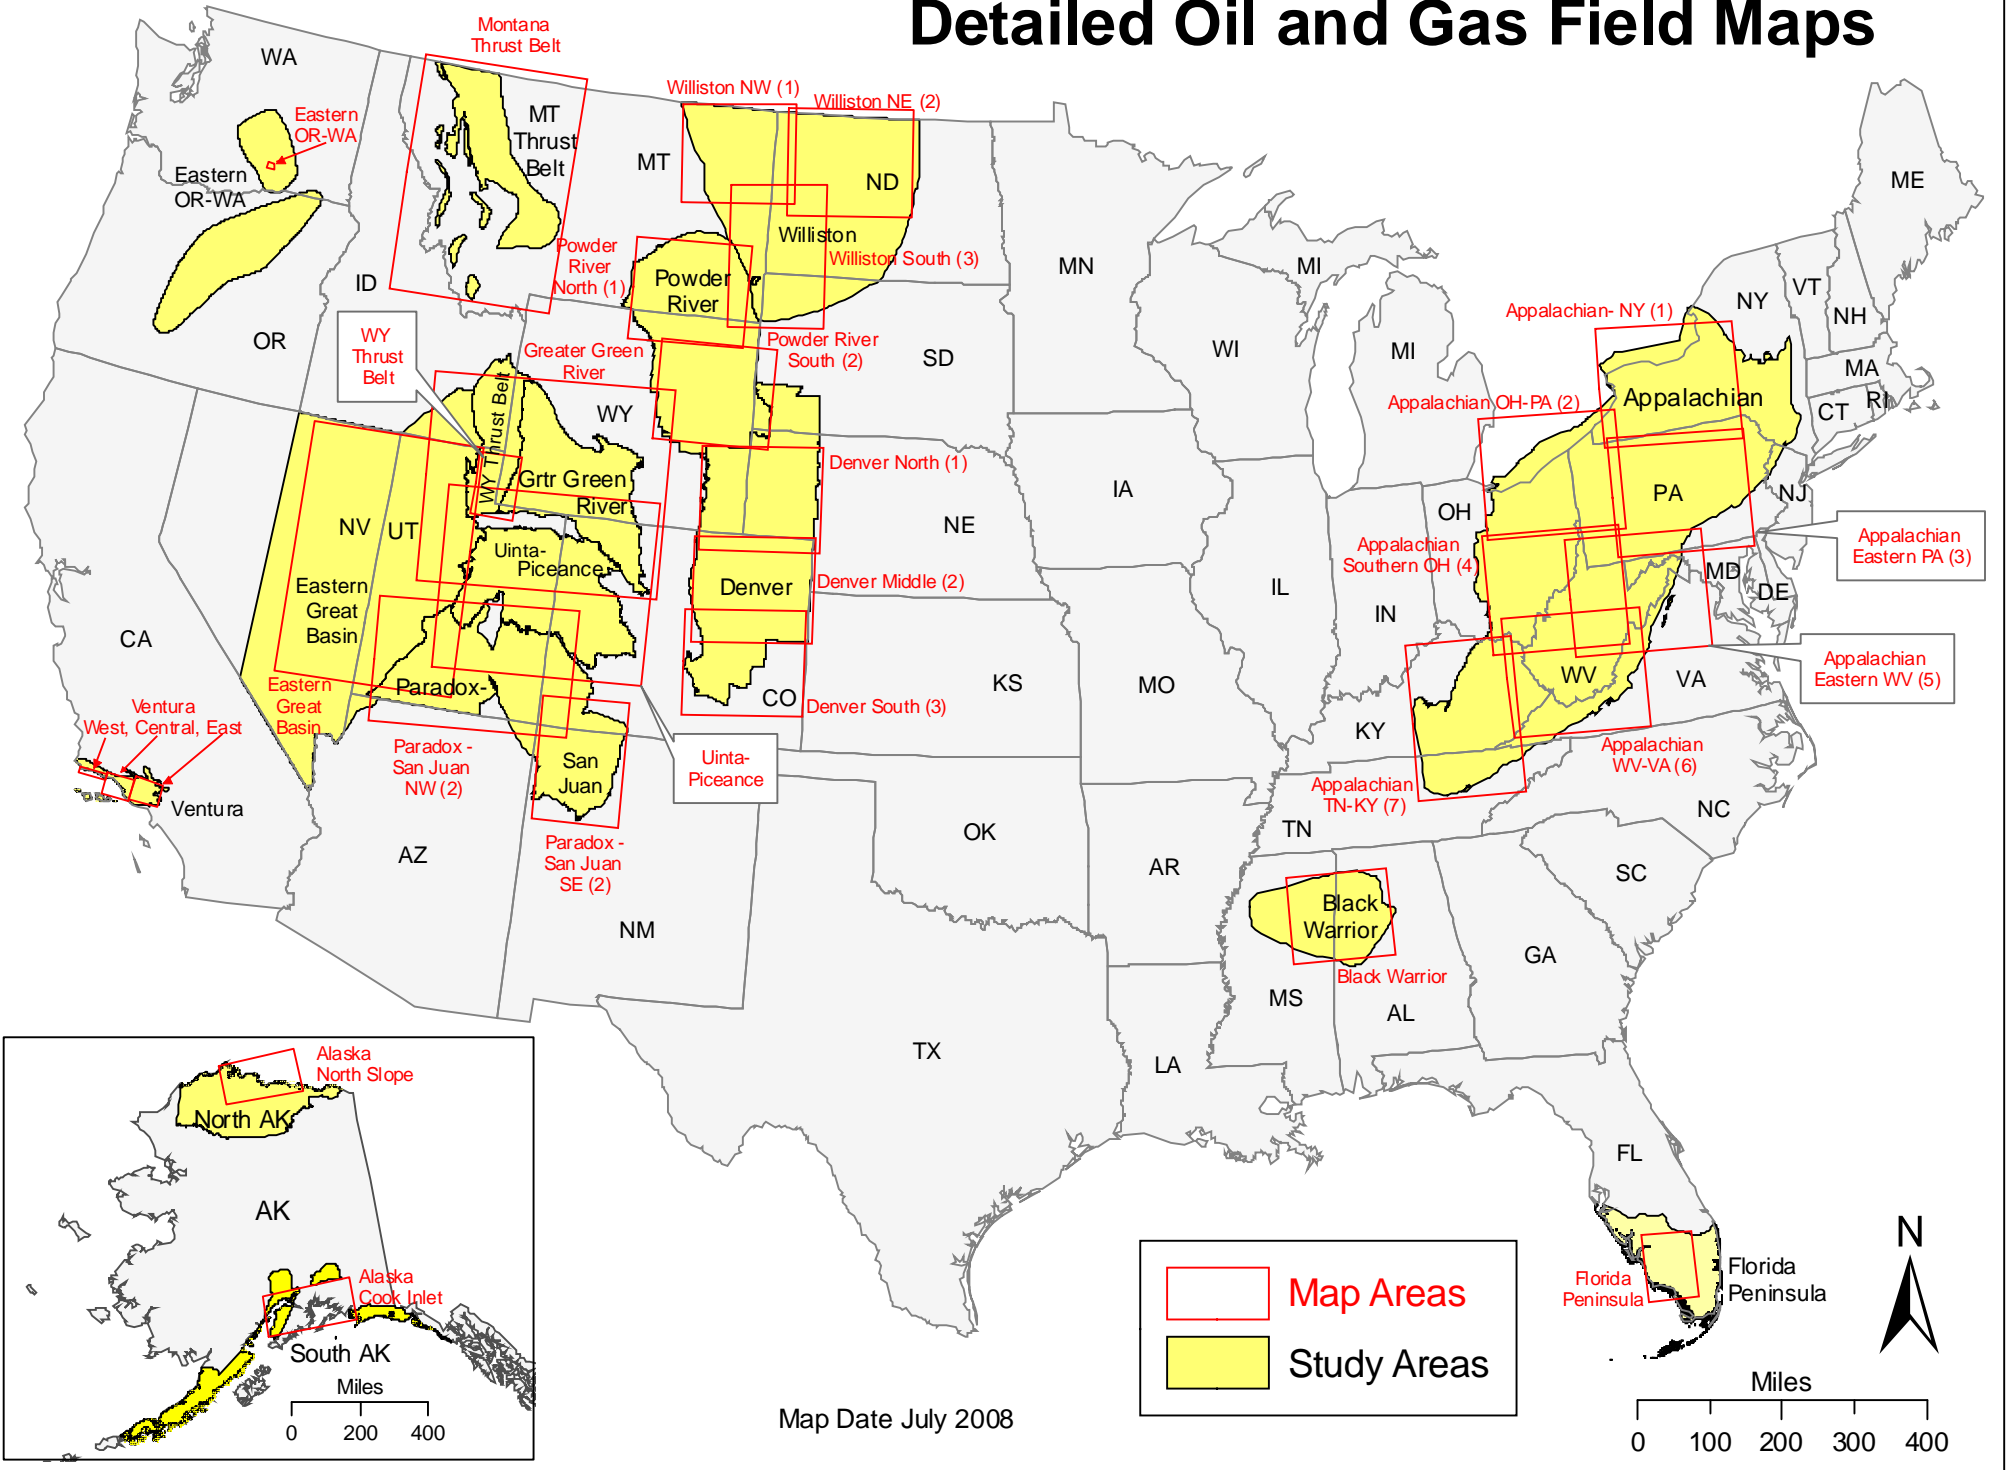 Detailed Oil and Gas Field Maps
Montana
Thrust Belt
WA
Eastern
OR-WA
Eastern
OR-WA
MT
Thrust
Belt
MT
Williston NW (1)
Williston NE (2)
ND
Williston
Williston South (3)
Powder
River
North (1)
Powder
River
Powder River
South (2)
ID
OR
WY
Thrust
Belt
Greater Green
River
WY
WY Thrust Belt
Grtr Green
River
SD
MN
WI
MI
MI
ME
VT
NH
NY
MA
CT
RI
NJ
Appalachian- NY (1)
Appalachian
Appalachian OH-PA (2)
PA
OH
Appalachian
Southern OH (4)
Appalachian
Eastern PA (3)
MD
DE
Appalachian
Eastern WV (5)
WV
VA
Appalachian
WV-VA (6)
Appalachian
TN-KY (7)
KY
IN
IL
IA
NE
Denver North (1)
Denver
Denver Middle (2)
CO
Denver South (3)
KS
MO
NV
UT
Uinta-
Piceance
Eastern
Great
Basin
Eastern
Great
Basin
Paradox-
CA
Ventura
West, Central, East
Ventura
Paradox -
San Juan
NW (2)
San
Juan
Uinta-
Piceance
Paradox -
San Juan
SE (2)
AZ
NM
OK
AR
TN
NC
SC
GA
Black
Warrior
Black Warrior
MS
AL
TX
LA
FL
Florida
Peninsula
Florida
Peninsula
Alaska
North Slope
North AK
AK
Alaska
Cook Inlet
South AK
Miles
0 200 400
Map Date July 2008
Map Areas
Study Areas
N
Miles
0 100 200 300 400